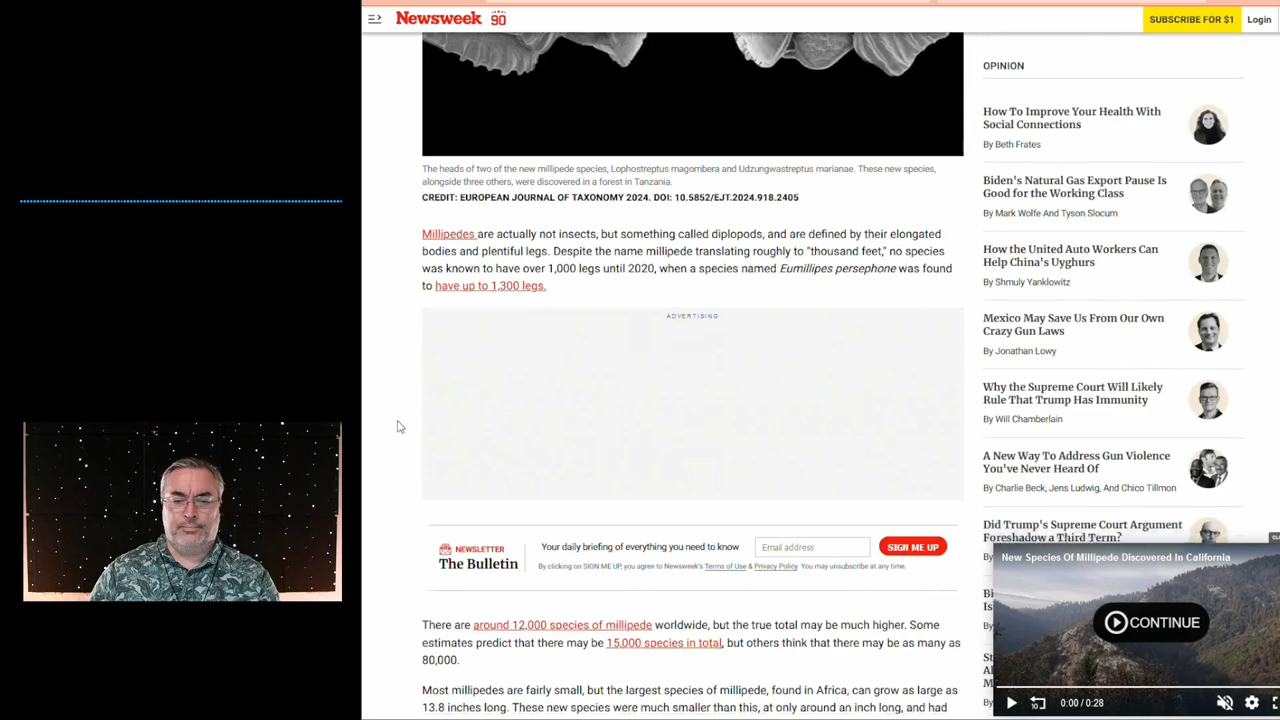 Newsweek 90
SUBSCRIBE FOR $1
Login
The heads of two of the new millipede species, Lophostreptus magombera and Udzungwastreptus marianae. These new species,
alongside three others, were discovered in a forest in Tanzania.
CREDIT: EUROPEAN JOURNAL OF TAXONOMY 2024. DOI: 10.5852/EJT.2024.918.2405
Millipedes are actually not insects, but something called diplopods, and are defined by their elongated
bodies and plentiful legs. Despite the name millipede translating roughly to "thousand feet," no species
was known to have over 1,000 legs until 2020, when a species named Eumillipes persephone was found
to have up to 1,300 legs.
ADVERTISING
NEWSLETTER
The Bulletin
Your daily briefing of everything you need to know
Email address
SIGN ME UP
By clicking on SIGN ME UP, you agree to Newsweek's Terms of Use & Privacy Policy. You may unsubscribe at any time.
There are around 12,000 species of millipede worldwide, but the true total may be much higher. Some
estimates predict that there may be 15,000 species in total, but others think that there may be as many as
80,000.
Most millipedes are fairly small, but the largest species of millipede, found in Africa, can grow as large as
13.8 inches long. These new species were much smaller than this, at only around an inch long, and had
OPINION
How To Improve Your Health With
Social Connections
By Beth Frates
Biden's Natural Gas Export Pause Is
Good for the Working Class
By Mark Wolfe And Tyson Slocum
How the United Auto Workers Can
Help China's Uyghurs
By Shmuly Yanklowitz
Mexico May Save Us From Our Own
Crazy Gun Laws
By Jonathan Lowy
Why the Supreme Court Will Likely
Rule That Trump Has Immunity
By Will Chamberlain
A New Way To Address Gun Violence
You've Never Heard Of
By Charlie Beck, Jens Ludwig, And Chico Tillmon
Did Trump's Supreme Court Argument
Foreshadow a Third Term?
New Species Of Millipede Discovered In California
CONTINUE
10
0:00 / 0:28